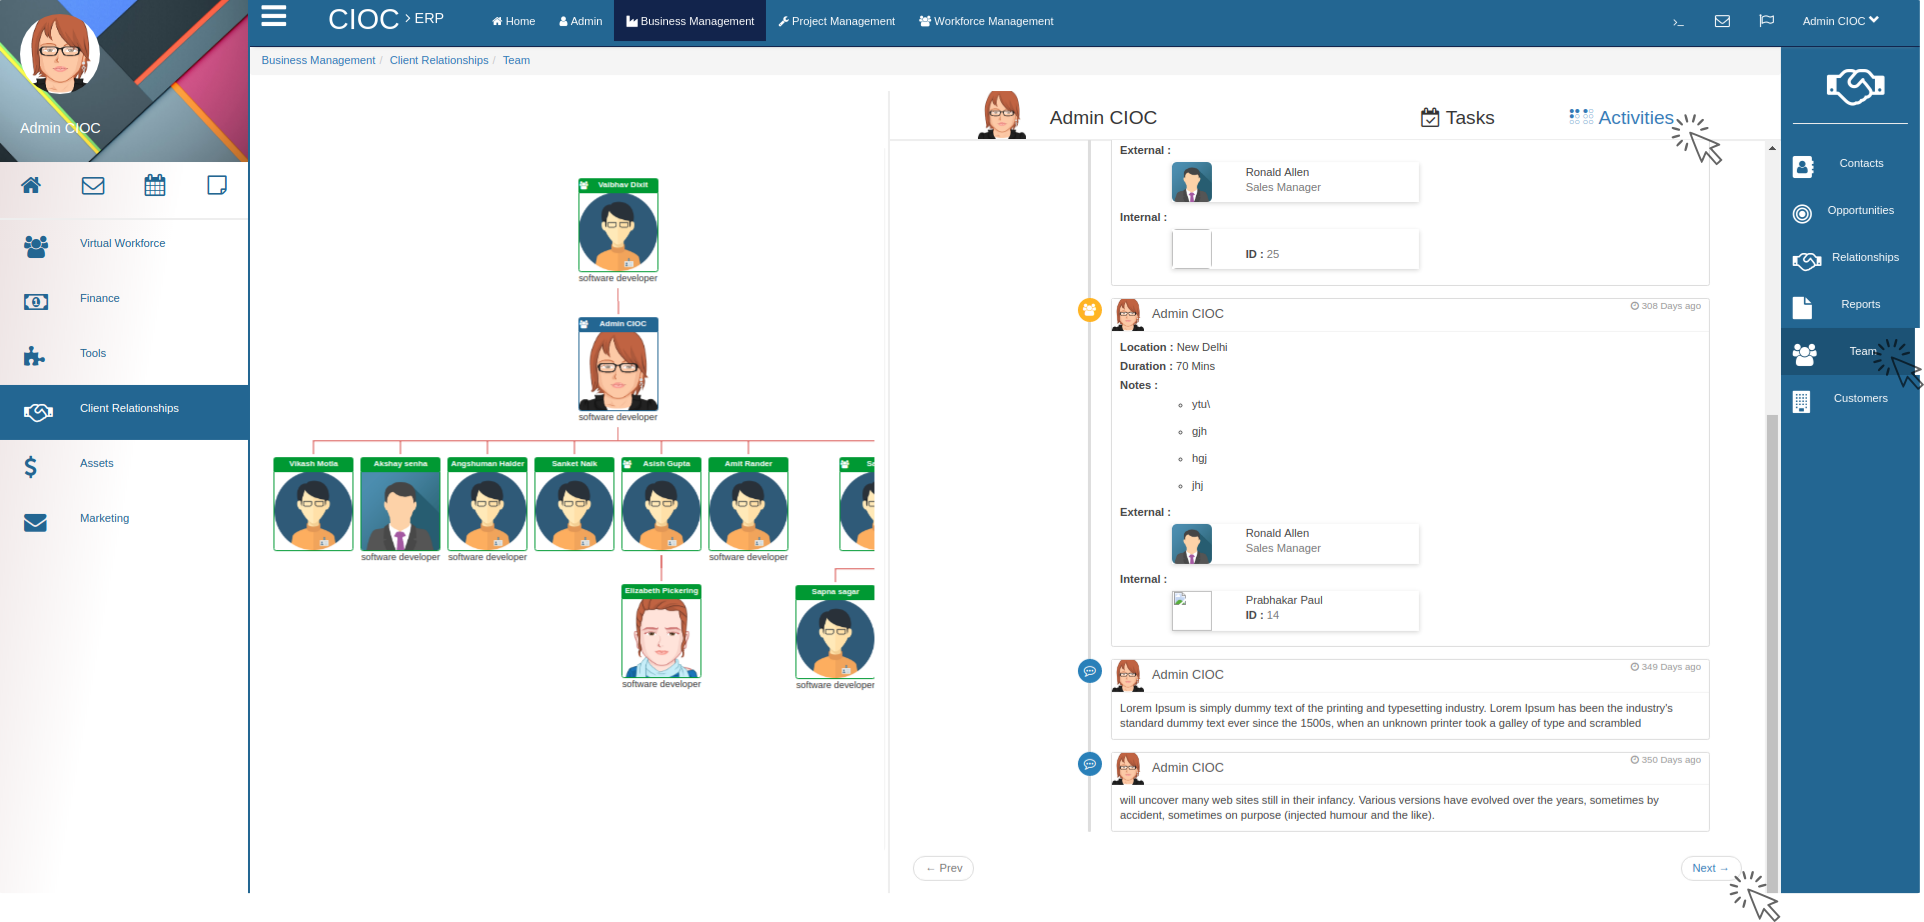 CIOC > ERP
Home
Admin
Business Management
Project Management
Workforce Management
Admin CIOC
Admin CIOC
Virtual Workforce
Finance
Tools
Client Relationships
Assets
Marketing
Business Management / Client Relationships / Team
Vaibhav Dixit
software developer
Admin CIOC
software developer
Vikash Motla
Akshay senha
software developer
Angshuman Halder
software developer
Sanket Naik
Asish Gupta
Amit Rander
software developer
Elizabeth Pickering
software developer
Sapna sagar
software developer
Admin CIOC
Tasks
Activities
External :
Ronald Allen
Sales Manager
Internal :
ID : 25
Admin CIOC
308 Days ago
Location : New Delhi
Duration : 70 Mins
Notes :
ytu\
gjh
hgj
jhj
External :
Ronald Allen
Sales Manager
Internal :
Prabhakar Paul
ID : 14
Admin CIOC
349 Days ago
Lorem Ipsum is simply dummy text of the printing and typesetting industry. Lorem Ipsum has been the industry's
standard dummy text ever since the 1500s, when an unknown printer took a galley of type and scrambled
Admin CIOC
350 Days ago
will uncover many web sites still in their infancy. Various versions have evolved over the years, sometimes by
accident, sometimes on purpose (injected humour and the like).
← Prev
Next →
Contacts
Opportunities
Relationships
Reports
Team
Customers